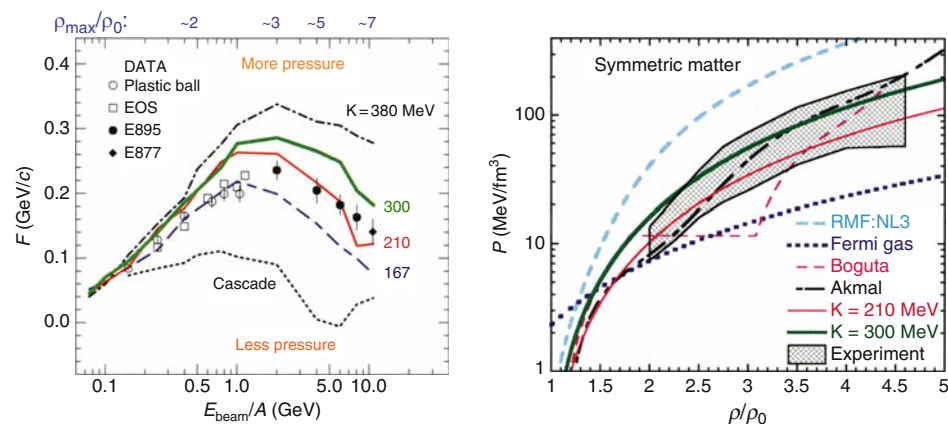 ρmax/ρ0: ~2 ~3 ~5 ~7
0.4
0.3
0.2
0.1
0.0
F (GeV/c)
DATA
Plastic ball
EOS
E895
E877
More pressure
K = 380 MeV
300
210
167
Cascade
Less pressure
0.1 0.5 1.0 5.0 10.0
Ebeam/A (GeV)
Symmetric matter
100
10
1
P (MeV/fm3)
RMF:NL3
Fermi gas
Boguta
Akmal
K = 210 MeV
K = 300 MeV
Experiment
1 1.5 2 2.5 3 3.5 4 4.5 5
ρ/ρ0